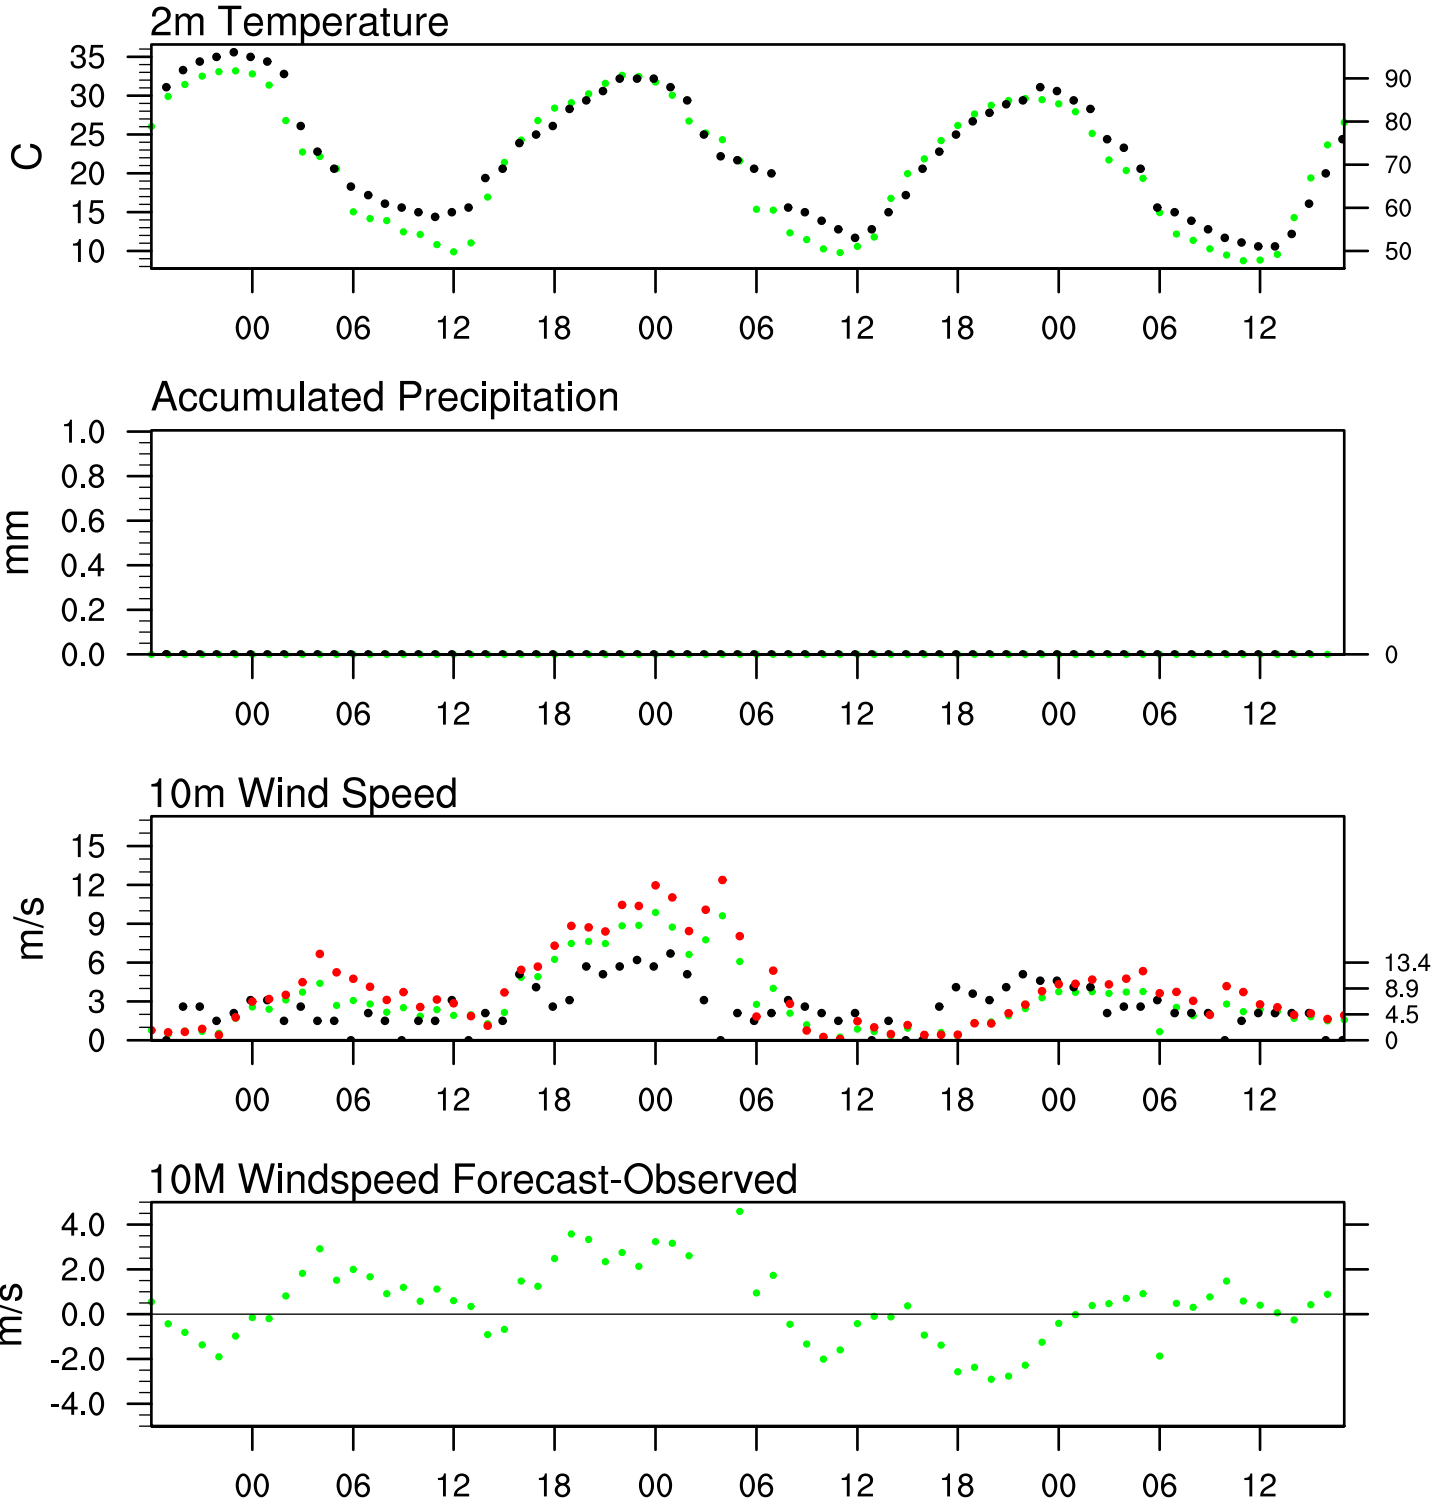 2m Temperature
35
30
25
20
15
10
C
90
80
70
60
50
00 06 12 18 00 06 12 18 00 06 12
Accumulated Precipitation
1.0
0.8
0.6
0.4
0.2
0.0
mm
0
00 06 12 18 00 06 12 18 00 06 12
10m Wind Speed
15
12
9
6
3
0
m/s
13.4
8.9
4.5
0
00 06 12 18 00 06 12 18 00 06 12
10M Windspeed Forecast-Observed
4.0
2.0
0.0
-2.0
-4.0
m/s
00 06 12 18 00 06 12 18 00 06 12